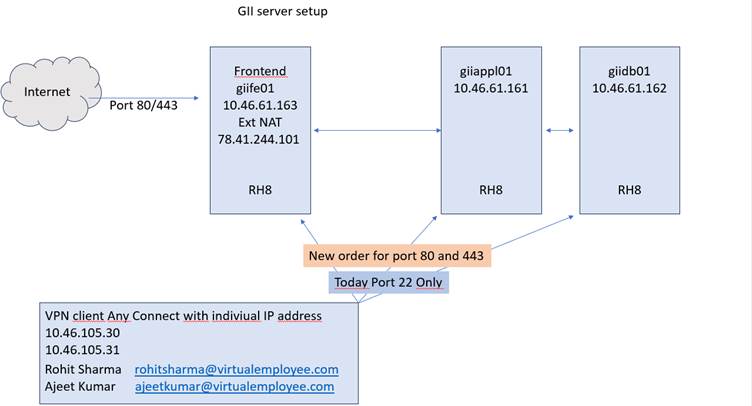 GII server setup
Internet
Port 80/443
Frontend
giife01
10.46.61.163
Ext NAT
78.41.244.101
RH8
giiappl01
10.46.61.161
RH8
giidb01
10.46.61.162
RH8
New order for port 80 and 443
Today Port 22 Only
VPN client Any Connect with indiviual IP address
10.46.105.30
10.46.105.31
Rohit Sharma rohitsharma@virtualemployee.com
Ajeet Kumar ajeetkumar@virtualemployee.com